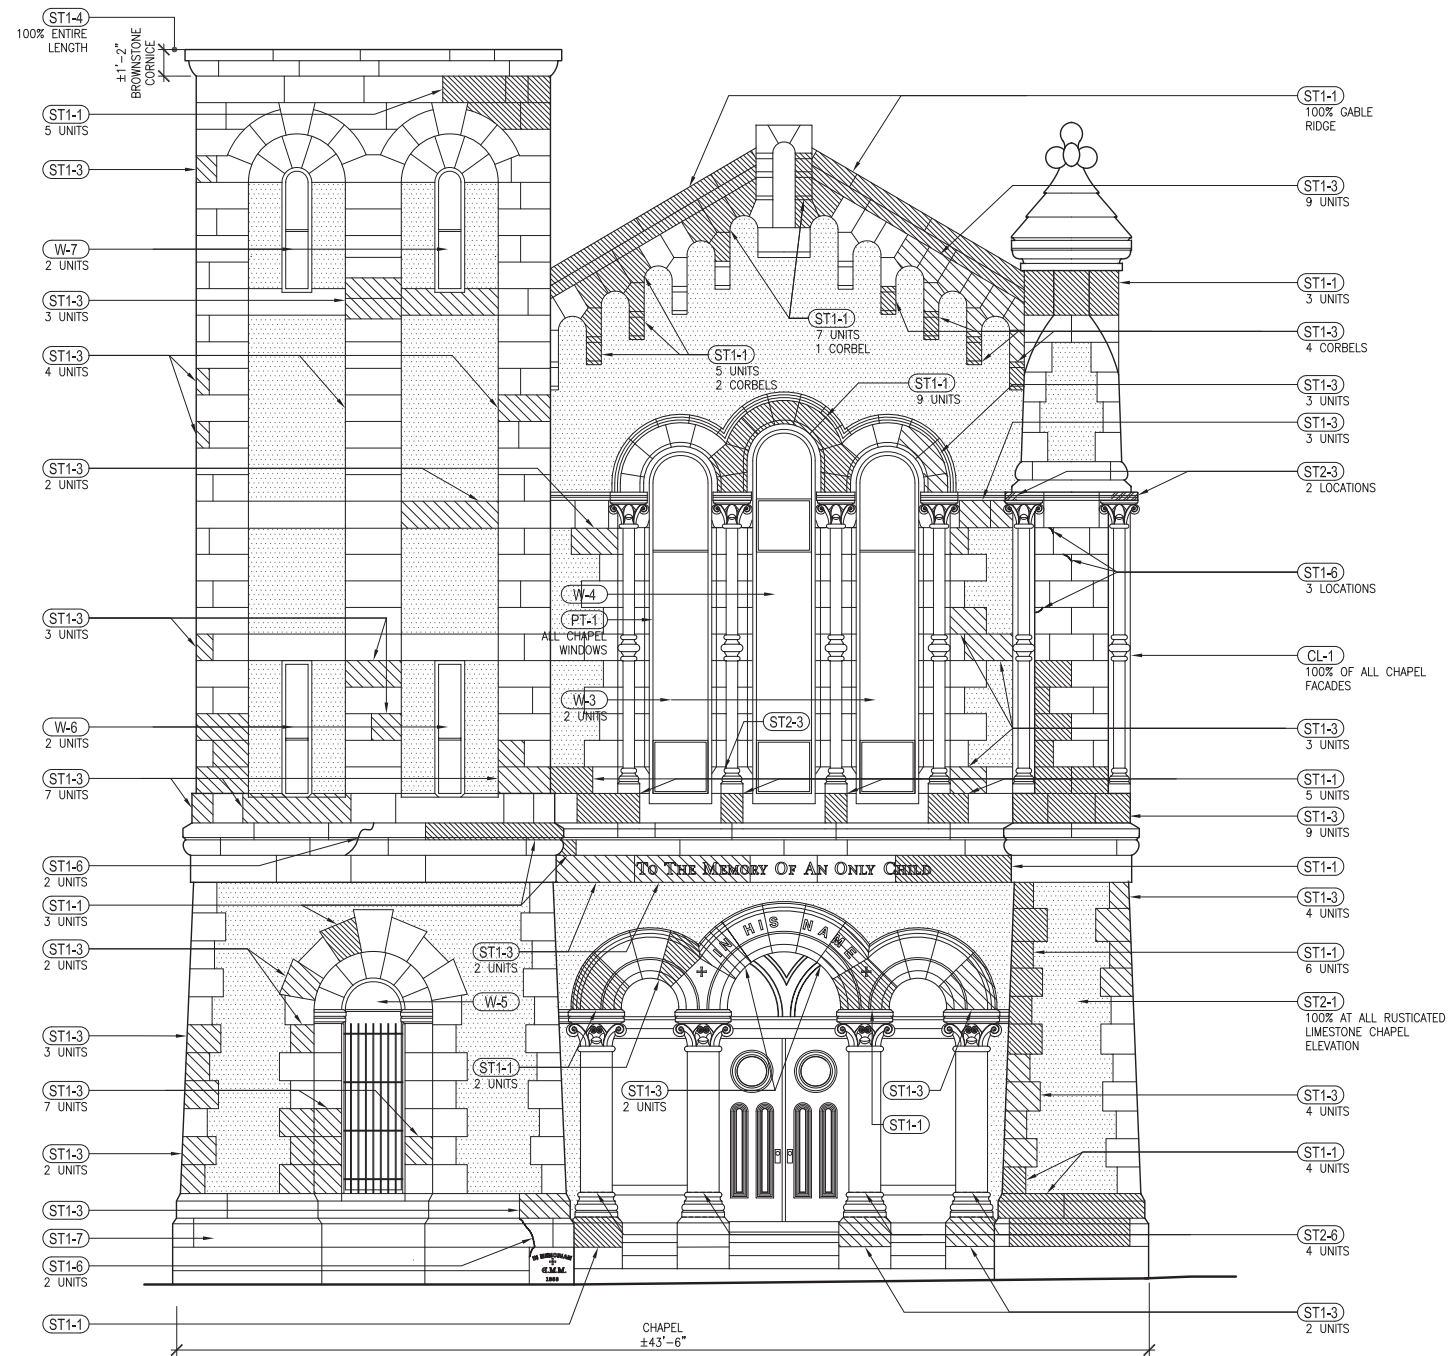 ST1-4
100% ENTIRE
LENGTH
±1'-2"
BROWNSTONE
CORNICE
ST1-1
5 UNITS
ST1-3
W-7
2 UNITS
ST1-3
3 UNITS
ST1-3
4 UNITS
ST1-3
2 UNITS
ST1-3
3 UNITS
W-6
2 UNITS
ST1-3
7 UNITS
ST1-6
2 UNITS
ST1-1
3 UNITS
ST1-3
2 UNITS
ST1-3
3 UNITS
ST1-3
7 UNITS
ST1-3
2 UNITS
ST1-3
ST1-7
ST1-6
2 UNITS
ST1-1
ST1-1
7 UNITS
1 CORBEL
ST1-1
5 UNITS
2 CORBELS
ST1-1
9 UNITS
W-4
PT-1
ALL CHAPEL
WINDOWS
W-3
2 UNITS
ST2-3
TO THE MEMORY OF AN ONLY CHILD
IN HIS NAME
ST1-3
2 UNITS
W-5
ST1-1
2 UNITS
ST1-3
2 UNITS
ST1-3
ST1-1
IN MEMORIAM
C.M.M.
CHAPEL
±43'-6"
ST1-1
100% GABLE
RIDGE
ST1-3
9 UNITS
ST1-1
3 UNITS
ST1-3
4 CORBELS
ST1-3
3 UNITS
ST1-3
3 UNITS
ST2-3
2 LOCATIONS
ST1-6
3 LOCATIONS
CL-1
100% OF ALL CHAPEL
FACADES
ST1-3
3 UNITS
ST1-1
5 UNITS
ST1-3
9 UNITS
ST1-1
ST1-3
4 UNITS
ST1-1
6 UNITS
ST2-1
100% AT ALL RUSTICATED
LIMESTONE CHAPEL
ELEVATION
ST1-3
4 UNITS
ST1-1
4 UNITS
ST2-6
4 UNITS
ST1-3
2 UNITS